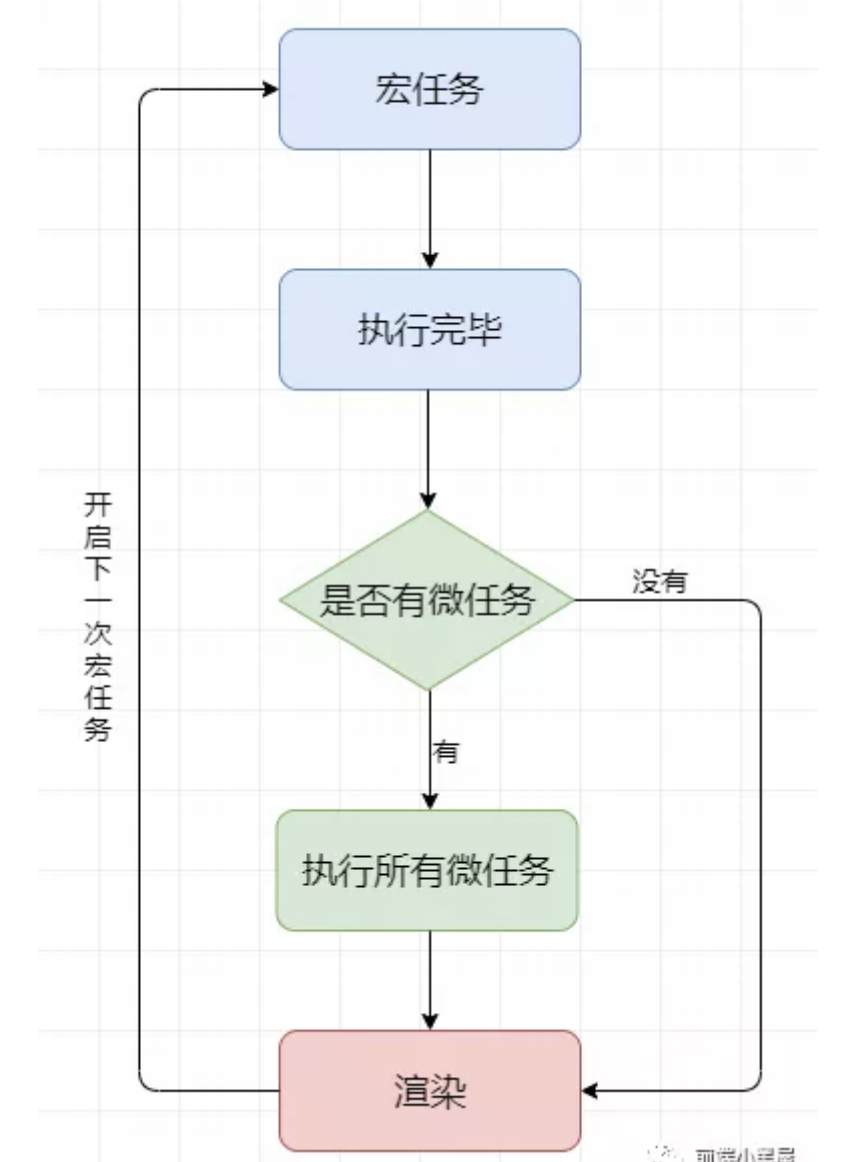 宏任务
执行完毕
开启下一次宏任务
是否有微任务
没有
有
执行所有微任务
渲染